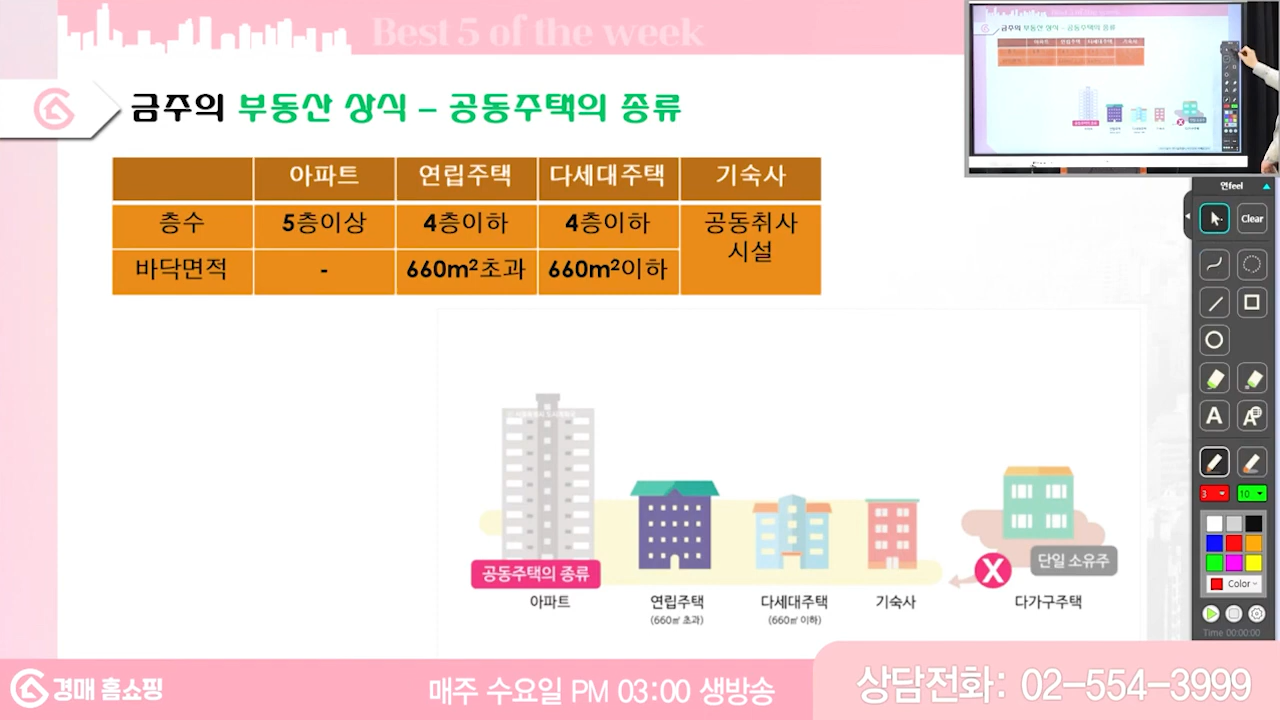 Best 5 of the week
금주의 부동산 상식 – 공동주택의 종류
아파트 연립주택 다세대주택 기숙사
층수 5층이상 4층이하 4층이하 공동취사
시설
바닥면적 - 660m²초과 660m²이하
공동주택의 종류
단일 소유주
X
아파트 연립주택 다세대주택 기숙사 다가구주택
(660㎡ 초과) (660㎡ 이하)
연feel
Clear
A A
3 10
Color
Time 00:00:00
경매 홈쇼핑
매주 수요일 PM 03:00 생방송
상담전화: 02-554-3999